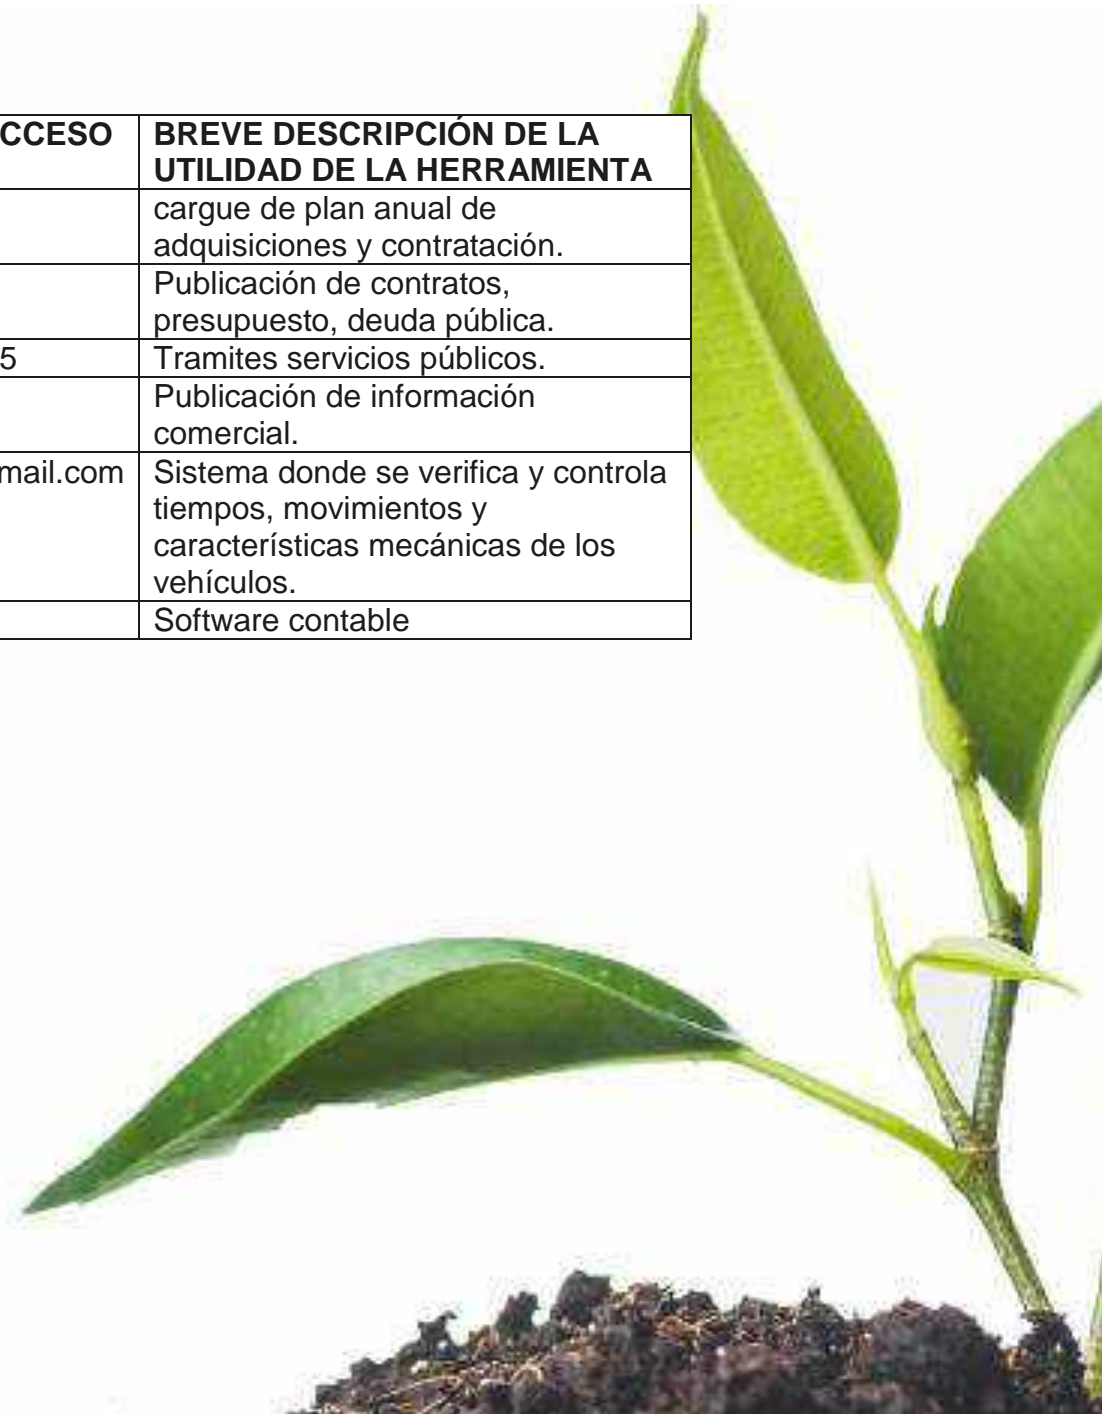 CCESO
BREVE DESCRIPCIÓN DE LA
UTILIDAD DE LA HERRAMIENTA
cargue de plan anual de
adquisiciones y contratación.
Publicación de contratos,
presupuesto, deuda pública.
5
Tramites servicios públicos.
Publicación de información
comercial.
mail.com
Sistema donde se verifica y controla
tiempos, movimientos y
características mecánicas de los
vehículos.
Software contable